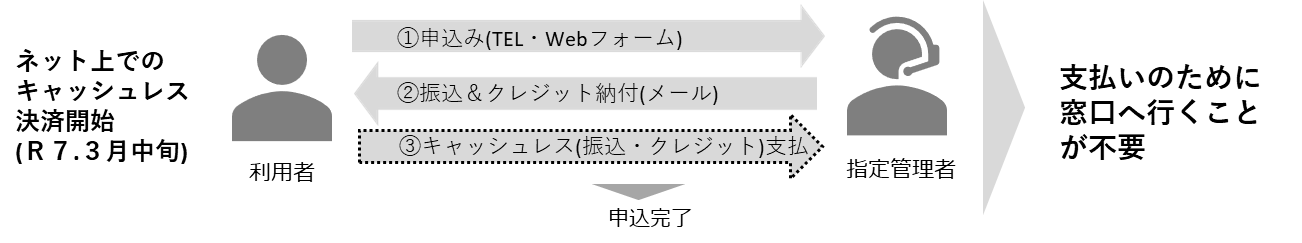 ネット上での
キャッシュレス
決済開始
(Ｒ７.３月中旬)
利用者
①申込み(TEL・Webフォーム)
②振込＆クレジット納付(メール)
③キャッシュレス(振込・クレジット)支払
申込完了
指定管理者
支払いのために
窓口へ行くこと
が不要